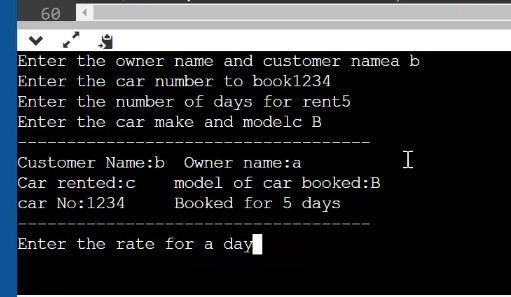 60
Enter the owner name and customer namea b
Enter the car number to book1234
Enter the number of days for rent5
Enter the car make and modelc B
------------------------------------
Customer Name:b  Owner name:a
Car rented:c    model of car booked:B
car No:1234     Booked for 5 days
------------------------------------
Enter the rate for a day